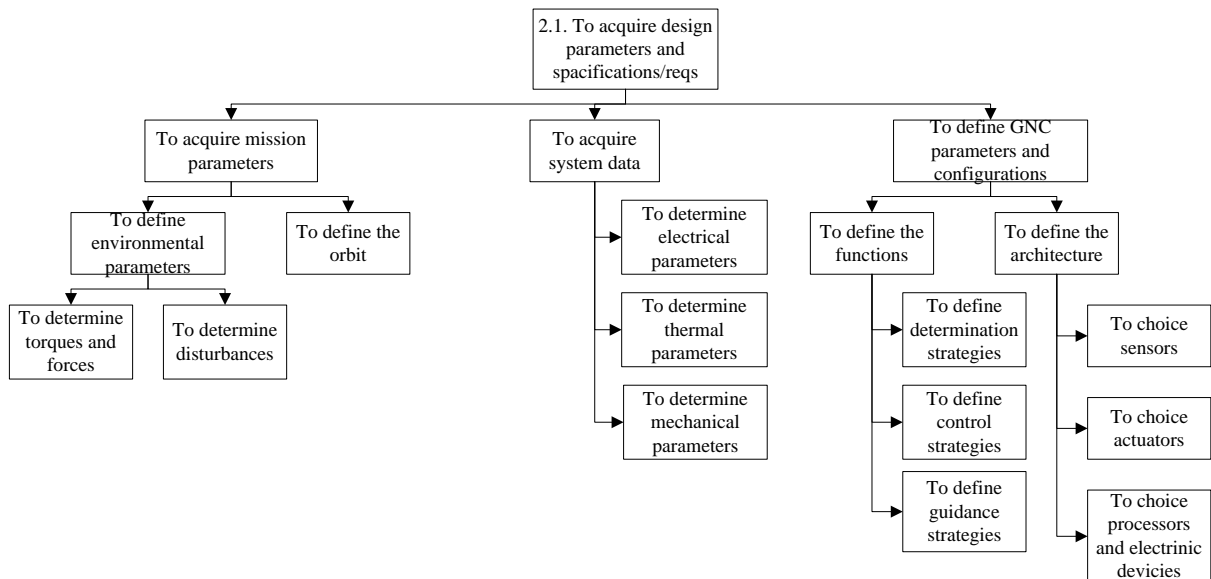 2.1. To acquire design
parameters and
spacifications/reqs
To acquire mission
parameters
To acquire
system data
To define GNC
parameters and
configurations
To define
environmental
parameters
To define the
orbit
To determine
torques and
forces
To determine
disturbances
To determine
electrical
parameters
To determine
thermal
parameters
To determine
mechanical
parameters
To define the
functions
To define the
architecture
To define
determination
strategies
To define
control
strategies
To define
guidance
strategies
To choice
sensors
To choice
actuators
To choice
processors
and electrinic
devicies